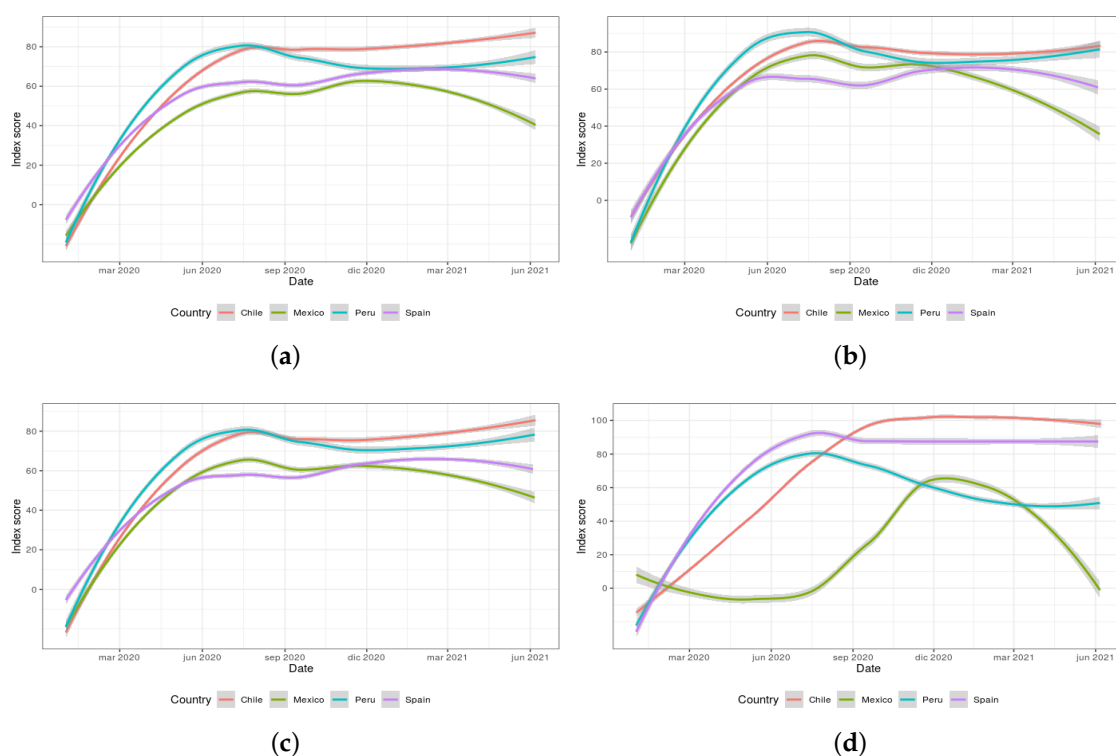 80
60
40
20
0
Index score
mar 2020 jun 2020 sep 2020 dic 2020 mar 2021 jun 2021
Date
Country Chile Mexico Peru Spain
(a)
80
60
40
20
0
Index score
mar 2020 jun 2020 sep 2020 dic 2020 mar 2021 jun 2021
Date
Country Chile Mexico Peru Spain
(b)
80
60
40
20
0
Index score
mar 2020 jun 2020 sep 2020 dic 2020 mar 2021 jun 2021
Date
Country Chile Mexico Peru Spain
(c)
100
80
60
40
20
0
Index score
mar 2020 jun 2020 sep 2020 dic 2020 mar 2021 jun 2021
Date
Country Chile Mexico Peru Spain
(d)